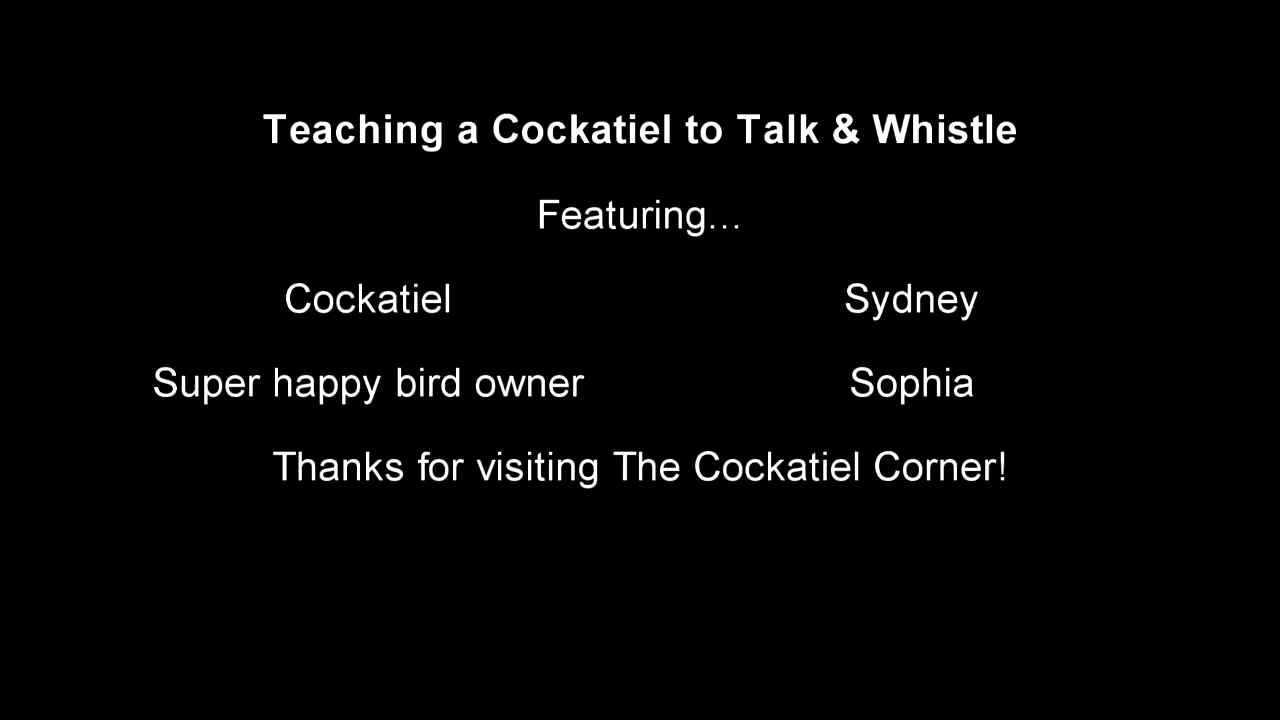 Teaching a Cockatiel to Talk & Whistle
Featuring...
Cockatiel Sydney
Super happy bird owner Sophia
Thanks for visiting The Cockatiel Corner!